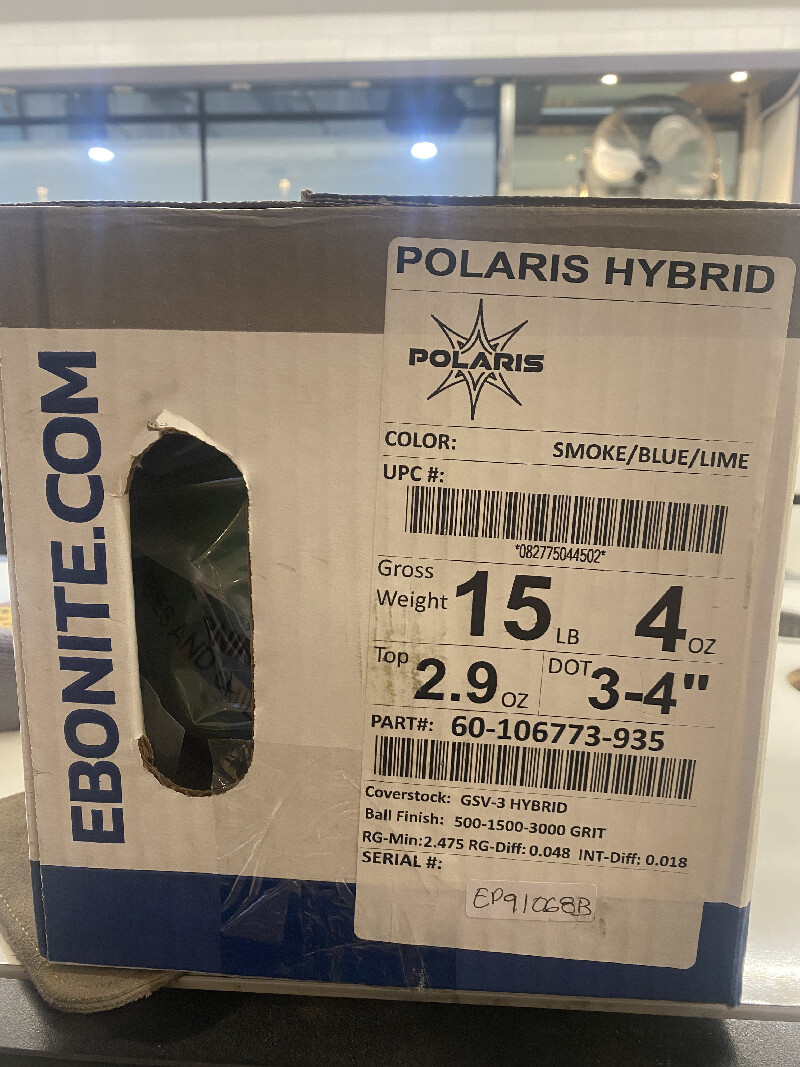 EBONITE.COM
POLARIS HYBRID
POLARIS
COLOR: SMOKE/BLUE/LIME
UPC #:
*082775044502*
Gross Weight 15 LB 4 OZ
Top 2.9 OZ DOT 3-4"
PART#: 60-106773-935
Coverstock: GSV-3 HYBRID
Ball Finish: 500-1500-3000 GRIT
RG-Min:2.475 RG-Diff: 0.048 INT-Diff: 0.018
SERIAL #:
EP91068B
AND